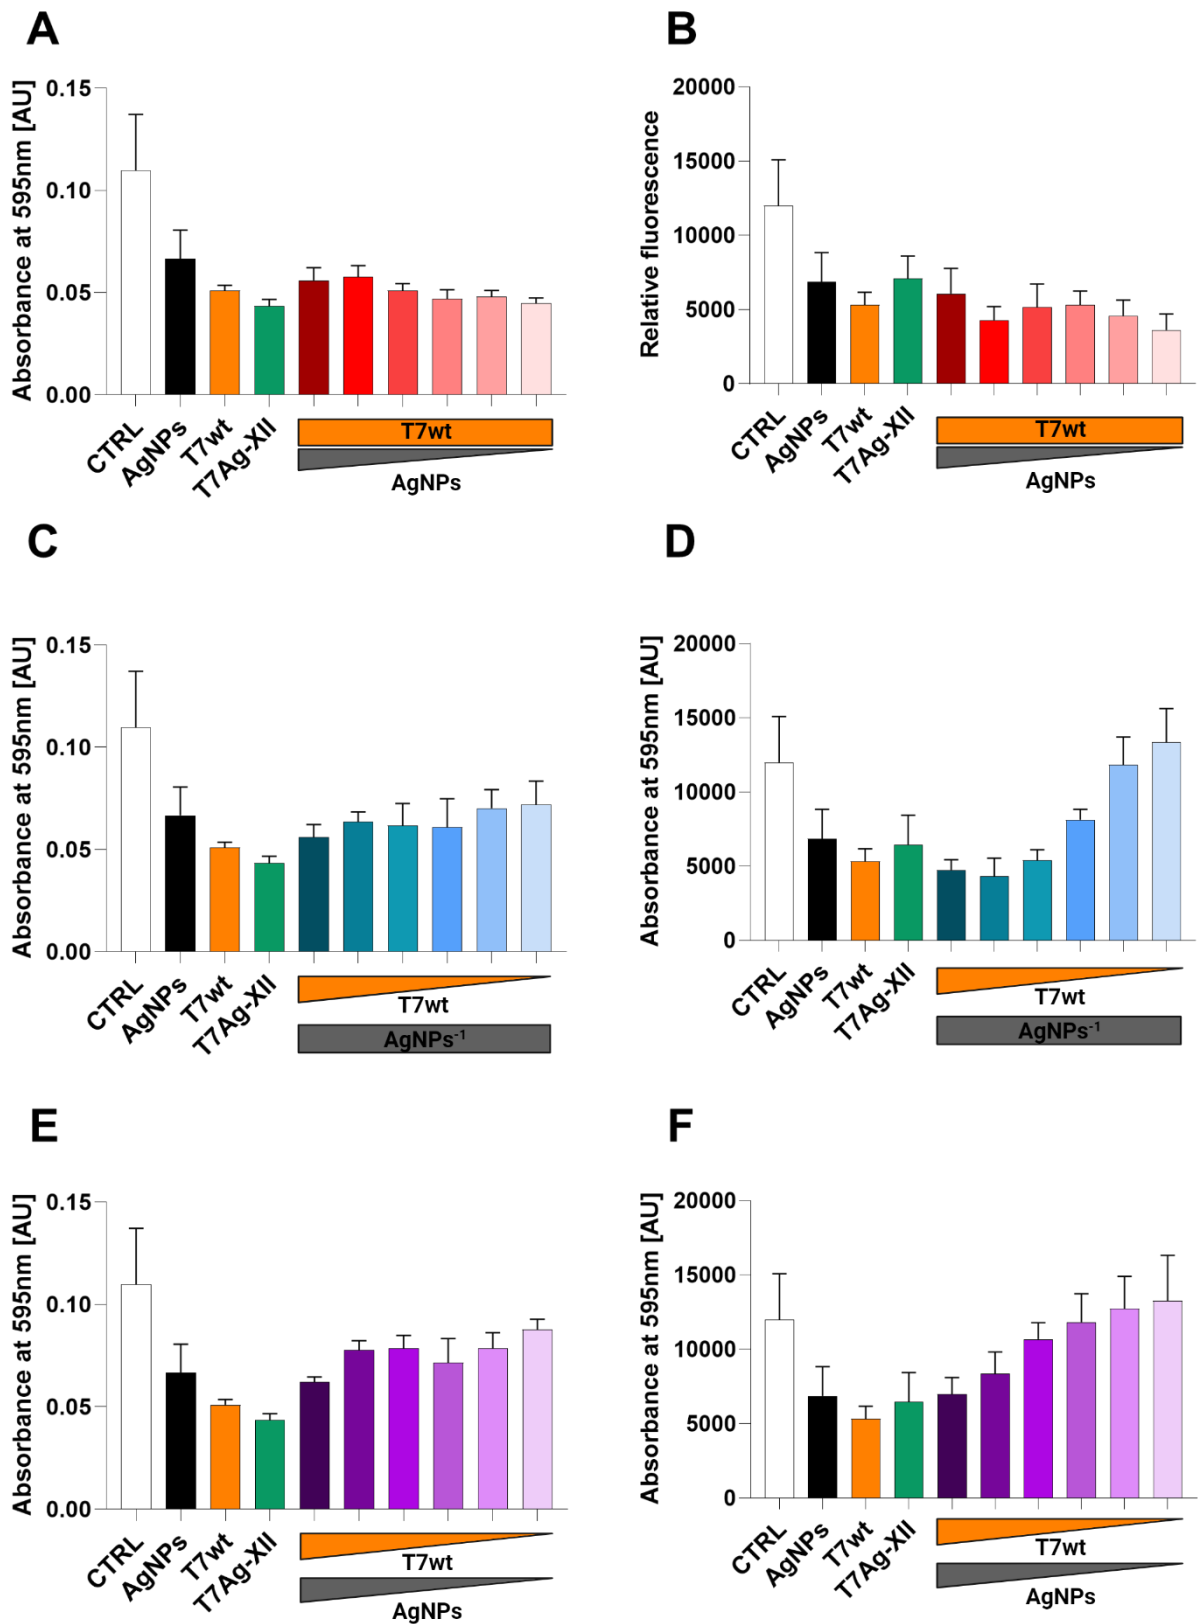 A
Absorbance at 595nm [AU]
0.15
0.10
0.05
0.00
CTRL
AgNPs
T7wt
T7Ag-XII
T7wt
AgNPs
B
Relative fluorescence
20000
15000
10000
5000
0
CTRL
AgNPs
T7wt
T7Ag-XII
T7wt
AgNPs
C
Absorbance at 595nm [AU]
0.15
0.10
0.05
0.00
CTRL
AgNPs
T7wt
T7Ag-XII
T7wt
AgNPs⁻¹
D
Absorbance at 595nm [AU]
20000
15000
10000
5000
0
CTRL
AgNPs
T7wt
T7Ag-XII
T7wt
AgNPs⁻¹
E
Absorbance at 595nm [AU]
0.15
0.10
0.05
0.00
CTRL
AgNPs
T7wt
T7Ag-XII
T7wt
AgNPs
F
Absorbance at 595nm [AU]
20000
15000
10000
5000
0
CTRL
AgNPs
T7wt
T7Ag-XII
T7wt
AgNPs